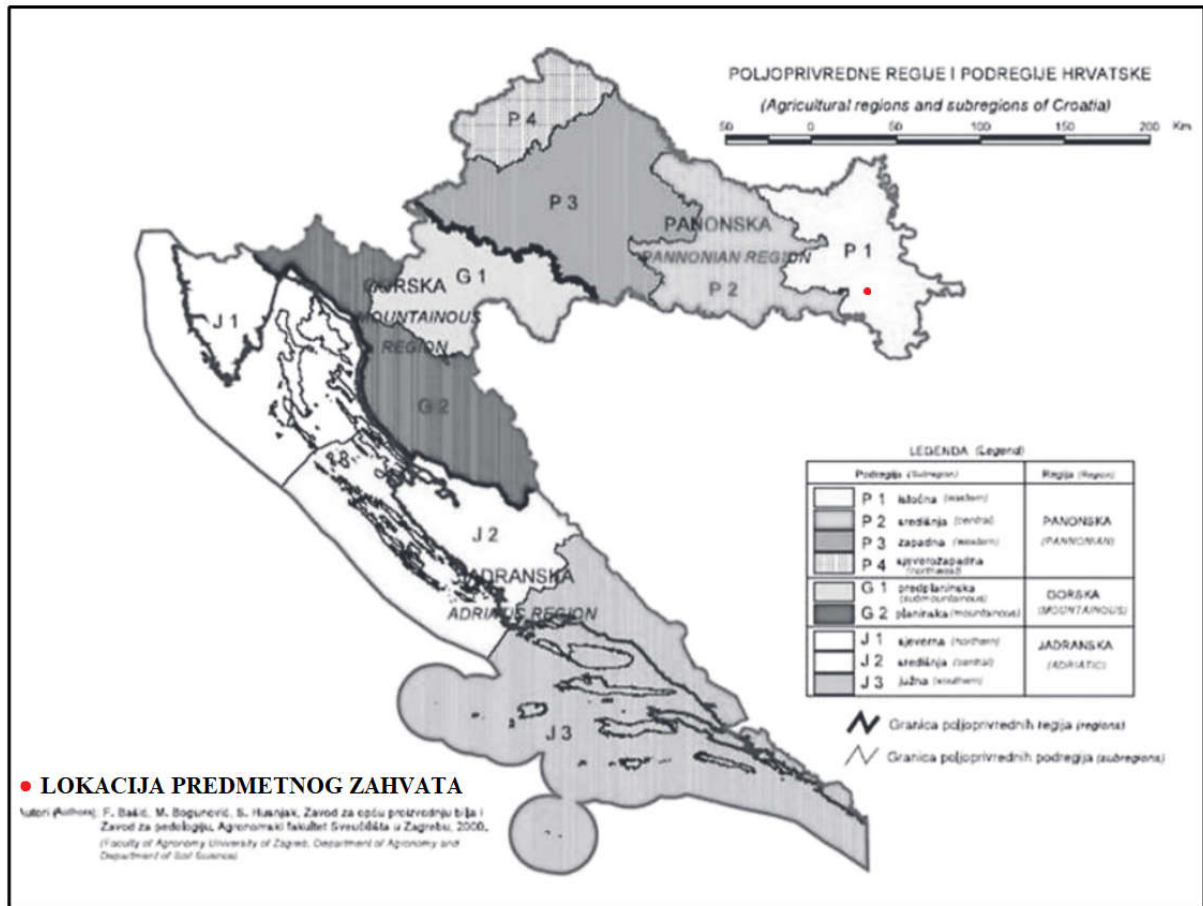 POLJOPRIVREDNE REGIJE I PODREGIJE HRVATSKE
(Agricultural regions and subregions of Croatia)
50 0 50 100 150 200 Km
P 4
P 3
PANONSKA
PANNONIAN REGION
P 1
P 2
G 1
GORSKA
MOUNTAINOUS
REGION
J 1
G 2
J 2
JADRANSKA
ADRIATIC REGION
J 3
LEGENDA (Legend)
Podregija (Subregion) Regija (Region)
P 1 istočna (eastern)
P 2 središnja (central) PANONSKA
P 3 zapadna (western) (PANNONIAN)
P 4 sjeverozapadna
(northwest)
G 1 predplaninska GORSKA
(submountainous)
G 2 planinska (mountainous) (MOUNTAINOUS)
J 1 sjeverna (northern) JADRANSKA
J 2 središnja (central) (ADRIATIC)
J 3 južna (southern)
Granica poljoprivrednih regija (regions)
Granica poljoprivrednih podregija (subregions)
LOKACIJA PREDMETNOG ZAHVATA
Autori (Authors): F. Bašić, M. Bogunović, S. Husnjak, Zavod za opću proizvodnju bilja i
Zavod za pedologiju, Agronomski fakultet Sveučilišta u Zagrebu, 2000.
(Faculty of Agronomy University of Zagreb, Department of Agronomy and
Department of Soil Science)